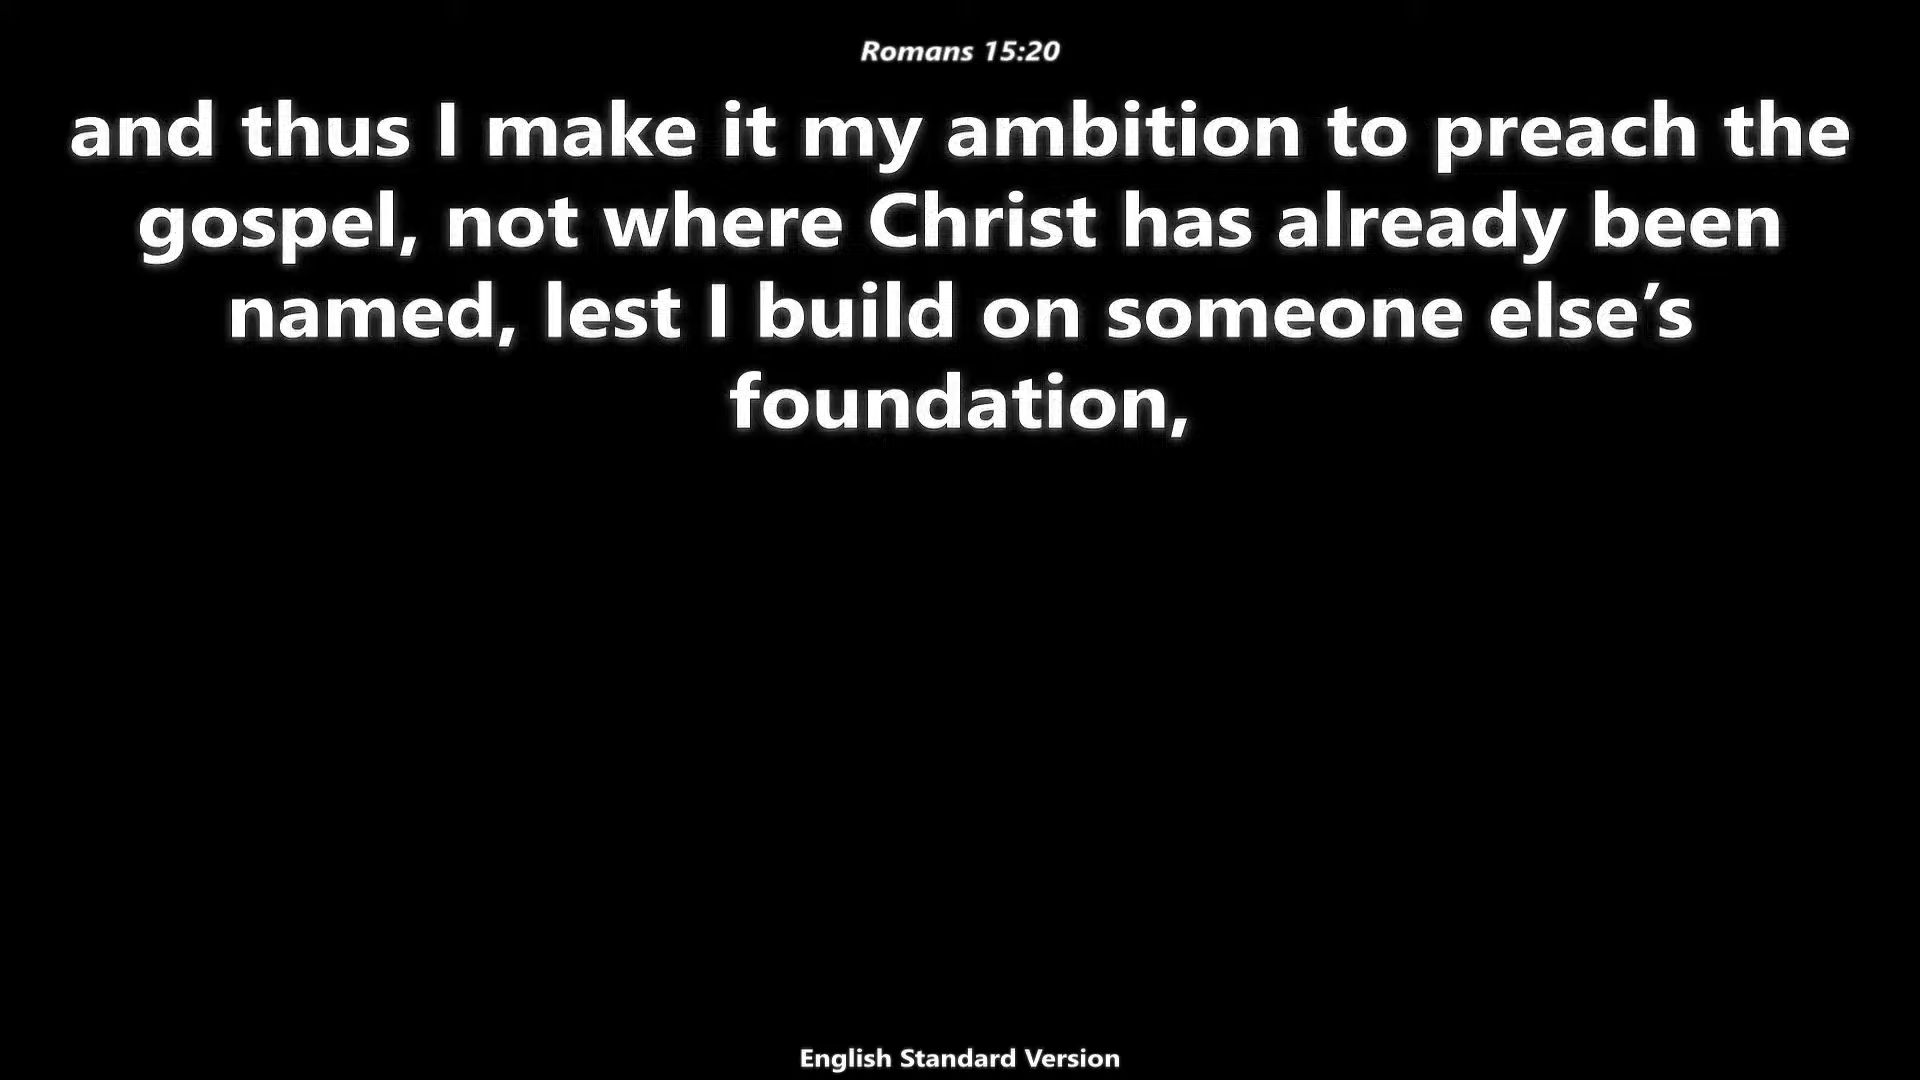 Romans 15:20
and thus I make it my ambition to preach the
gospel, not where Christ has already been
named, lest I build on someone else’s
foundation,
English Standard Version